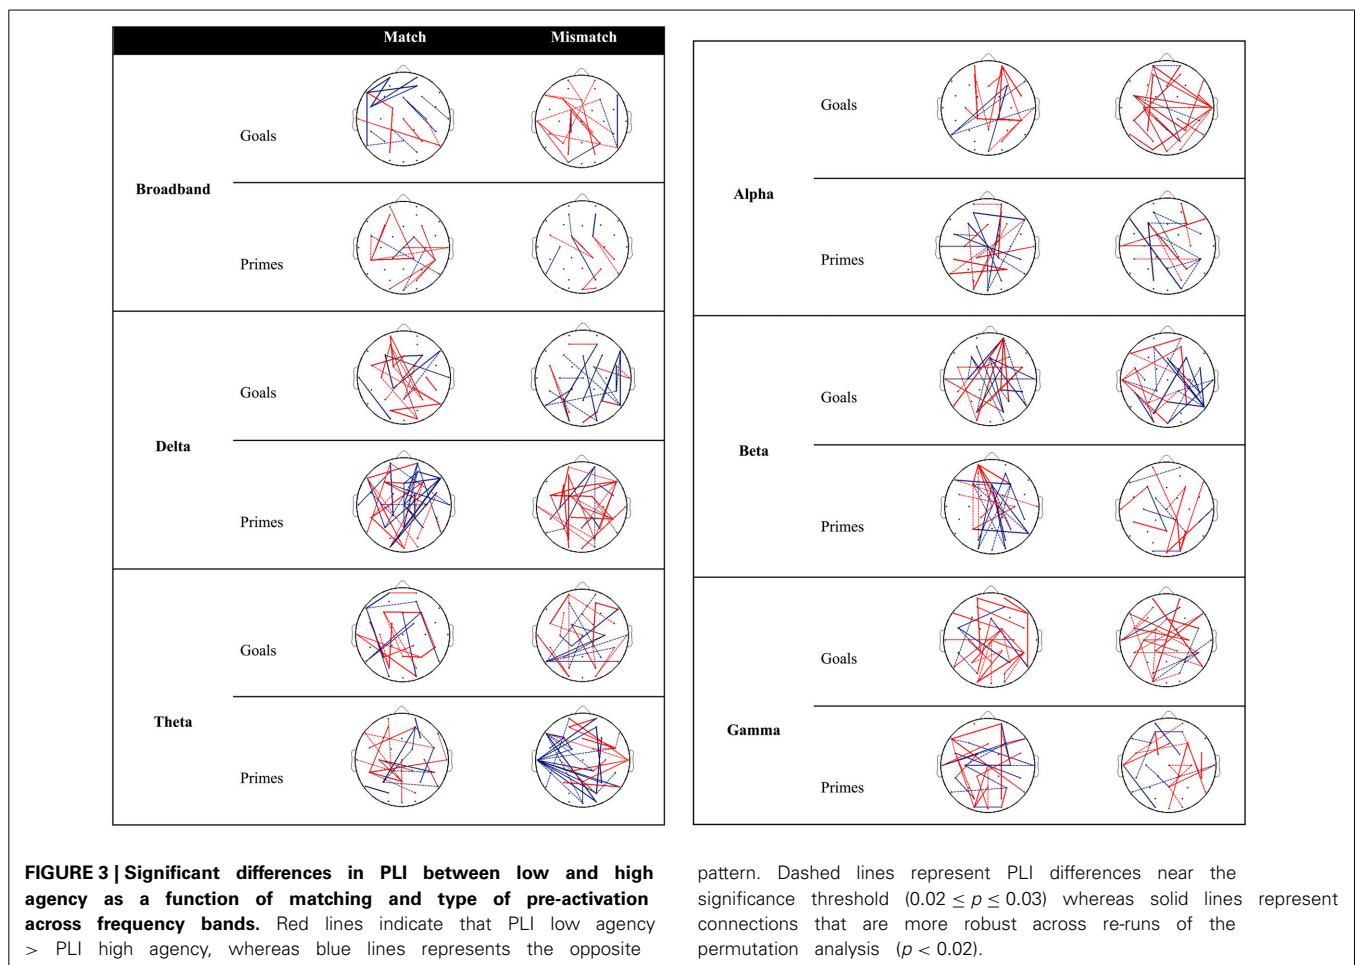 Match Mismatch
Goals
Broadband
Primes
Goals
Delta
Primes
Goals
Theta
Primes
Goals
Alpha
Primes
Goals
Beta
Primes
Goals
Gamma
Primes
FIGURE 3 | Significant differences in PLI between low and high
agency as a function of matching and type of pre-activation
across frequency bands. Red lines indicate that PLI low agency
> PLI high agency, whereas blue lines represents the opposite
pattern. Dashed lines represent PLI differences near the
significance threshold (0.02 ≤ p ≤ 0.03) whereas solid lines represent
connections that are more robust across re-runs of the
permutation analysis (p < 0.02).